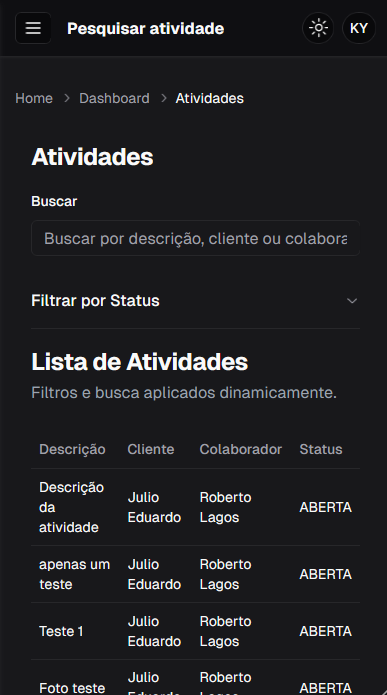 Pesquisar atividade
KY
Home > Dashboard > Atividades
Atividades
Buscar
Buscar por descrição, cliente ou colabora
Filtrar por Status
Lista de Atividades
Filtros e busca aplicados dinamicamente.
Descrição Cliente Colaborador Status
Descrição da atividade Julio Eduardo Roberto Lagos ABERTA
apenas um teste Julio Eduardo Roberto Lagos ABERTA
Teste 1 Julio Eduardo Roberto Lagos ABERTA
Foto teste Julio Eduardo Roberto Lagos ABERTA